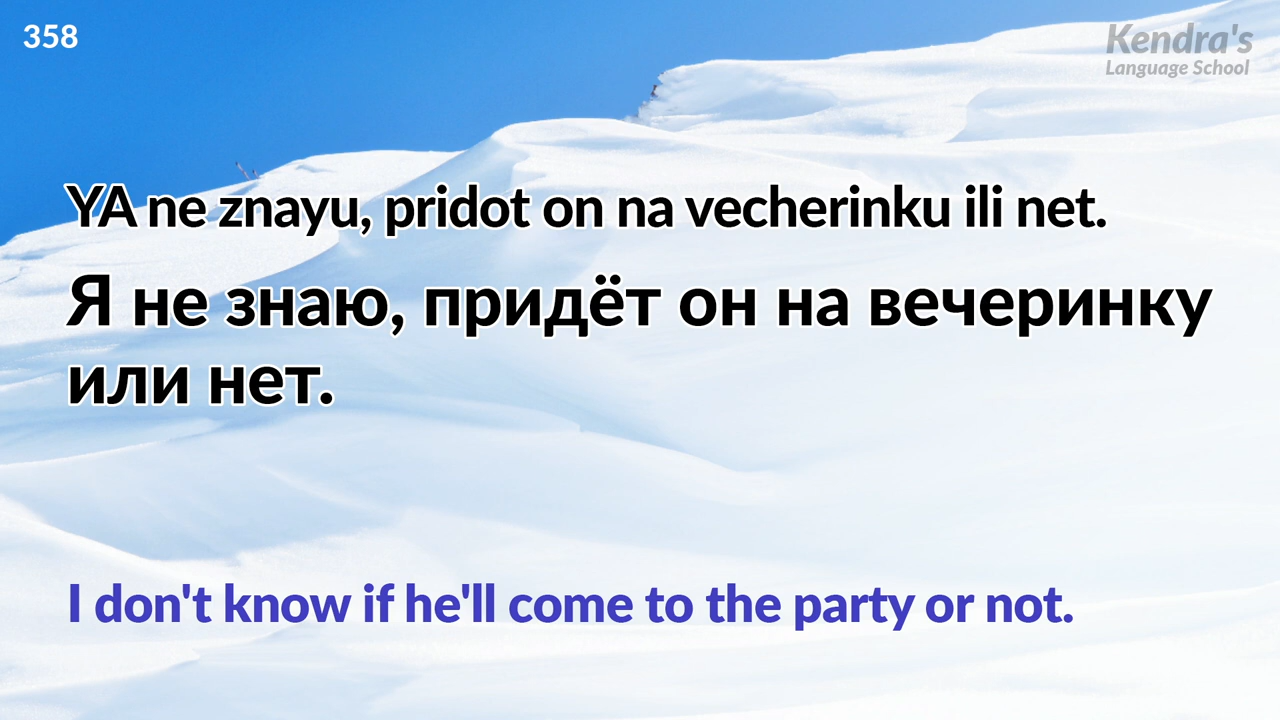 358
Kendra's
Language School
YA ne znayu, pridot on na vecherinku ili net.
Я не знаю, придёт он на вечеринку
или нет.
I don't know if he'll come to the party or not.